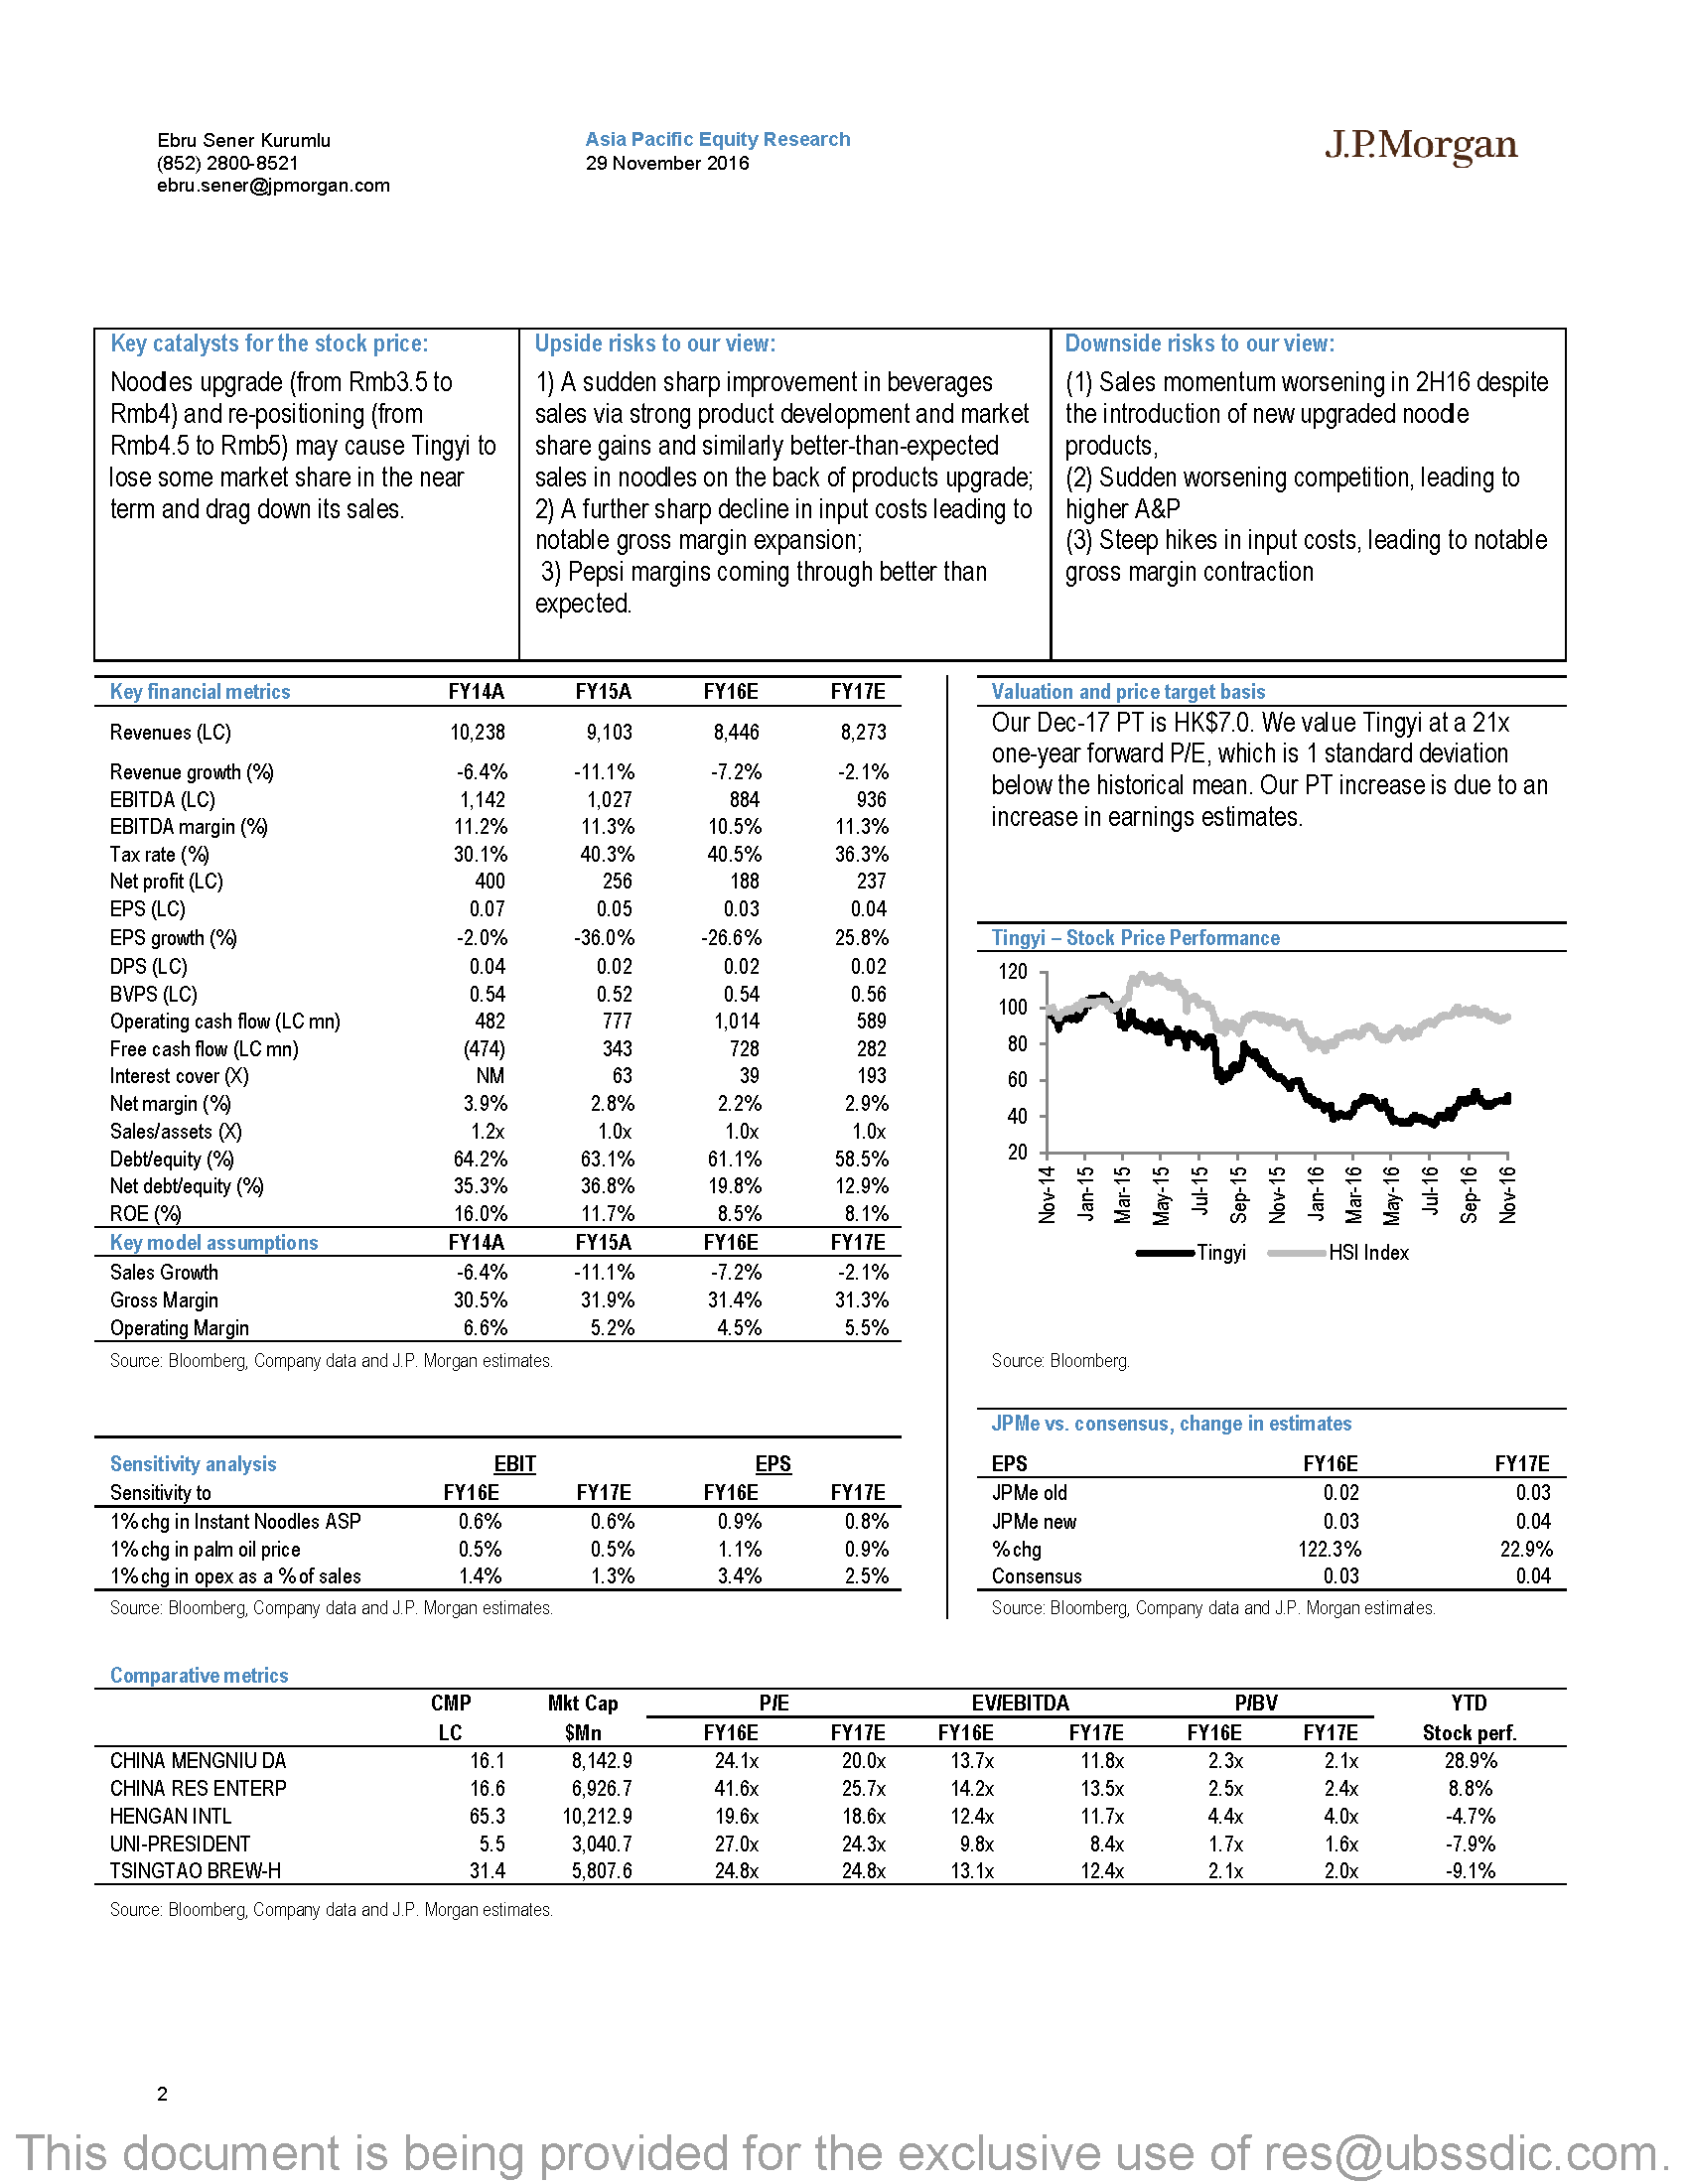 Ebru Sener Kurumlu
(852) 2800-8521
ebru.sener@jpmorgan.com
Asia Pacific Equity Research
29 November 2016
J.P.Morgan
Key catalysts for the stock price:
Noodles upgrade (from Rmb3.5 to
Rmb4) and re-positioning (from
Rmb4.5 to Rmb5) may cause Tingyi to
lose some market share in the near
term and drag down its sales.
Upside risks to our view:
1) A sudden sharp improvement in beverages
sales via strong product development and market
share gains and similarly better-than-expected
sales in noodles on the back of products upgrade;
2) A further sharp decline in input costs leading to
notable gross margin expansion;
3) Pepsi margins coming through better than
expected.
Downside risks to our view:
(1) Sales momentum worsening in 2H16 despite
the introduction of new upgraded noodle
products,
(2) Sudden worsening competition, leading to
higher A&P
(3) Steep hikes in input costs, leading to notable
gross margin contraction
Key financial metrics FY14A FY15A FY16E FY17E
Revenues (LC) 10,238 9,103 8,446 8,273
Revenue growth (%) -6.4% -11.1% -7.2% -2.1%
EBITDA (LC) 1,142 1,027 884 936
EBITDA margin (%) 11.2% 11.3% 10.5% 11.3%
Tax rate (%) 30.1% 40.3% 40.5% 36.3%
Net profit (LC) 400 256 188 237
EPS (LC) 0.07 0.05 0.03 0.04
EPS growth (%) -2.0% -36.0% -26.6% 25.8%
DPS (LC) 0.04 0.02 0.02 0.02
BVPS (LC) 0.54 0.52 0.54 0.56
Operating cash flow (LC mn) 482 777 1,014 589
Free cash flow (LC mn) (474) 343 728 282
Interest cover (X) NM 63 39 193
Net margin (%) 3.9% 2.8% 2.2% 2.9%
Sales/assets (X) 1.2x 1.0x 1.0x 1.0x
Debt/equity (%) 64.2% 63.1% 61.1% 58.5%
Net debt/equity (%) 35.3% 36.8% 19.8% 12.9%
ROE (%) 16.0% 11.7% 8.5% 8.1%
Key model assumptions FY14A FY15A FY16E FY17E
Sales Growth -6.4% -11.1% -7.2% -2.1%
Gross Margin 30.5% 31.9% 31.4% 31.3%
Operating Margin 6.6% 5.2% 4.5% 5.5%
Source: Bloomberg, Company data and J.P. Morgan estimates.
Valuation and price target basis
Our Dec-17 PT is HK$7.0. We value Tingyi at a 21x
one-year forward P/E, which is 1 standard deviation
below the historical mean. Our PT increase is due to an
increase in earnings estimates.
Tingyi – Stock Price Performance
120
100
80
60
40
20
Nov-14 Jan-15 Mar-15 May-15 Jul-15 Sep-15 Nov-15 Jan-16 Mar-16 May-16 Jul-16 Sep-16 Nov-16
Tingyi HSI Index
Source: Bloomberg.
Sensitivity analysis EBIT EPS
Sensitivity to FY16E FY17E FY16E FY17E
1% chg in Instant Noodles ASP 0.6% 0.6% 0.9% 0.8%
1% chg in palm oil price 0.5% 0.5% 1.1% 0.9%
1% chg in opex as a % of sales 1.4% 1.3% 3.4% 2.5%
Source: Bloomberg, Company data and J.P. Morgan estimates.
JPMe vs. consensus, change in estimates
EPS FY16E FY17E
JPMe old 0.02 0.03
JPMe new 0.03 0.04
% chg 122.3% 22.9%
Consensus 0.03 0.04
Source: Bloomberg, Company data and J.P. Morgan estimates.
Comparative metrics
CMP Mkt Cap P/E EV/EBITDA P/BV YTD
LC $Mn FY16E FY17E FY16E FY17E FY16E FY17E Stock perf.
CHINA MENGNIU DA 16.1 8,142.9 24.1x 20.0x 13.7x 11.8x 2.3x 2.1x 28.9%
CHINA RES ENTERP 16.6 6,926.7 41.6x 25.7x 14.2x 13.5x 2.5x 2.4x 8.8%
HENGAN INTL 65.3 10,212.9 19.6x 18.6x 12.4x 11.7x 4.4x 4.0x -4.7%
UNI-PRESIDENT 5.5 3,040.7 27.0x 24.3x 9.8x 8.4x 1.7x 1.6x -7.9%
TSINGTAO BREW-H 31.4 5,807.6 24.8x 24.8x 13.1x 12.4x 2.1x 2.0x -9.1%
Source: Bloomberg, Company data and J.P. Morgan estimates.
2
This document is being provided for the exclusive use of res@ubssdic.com.